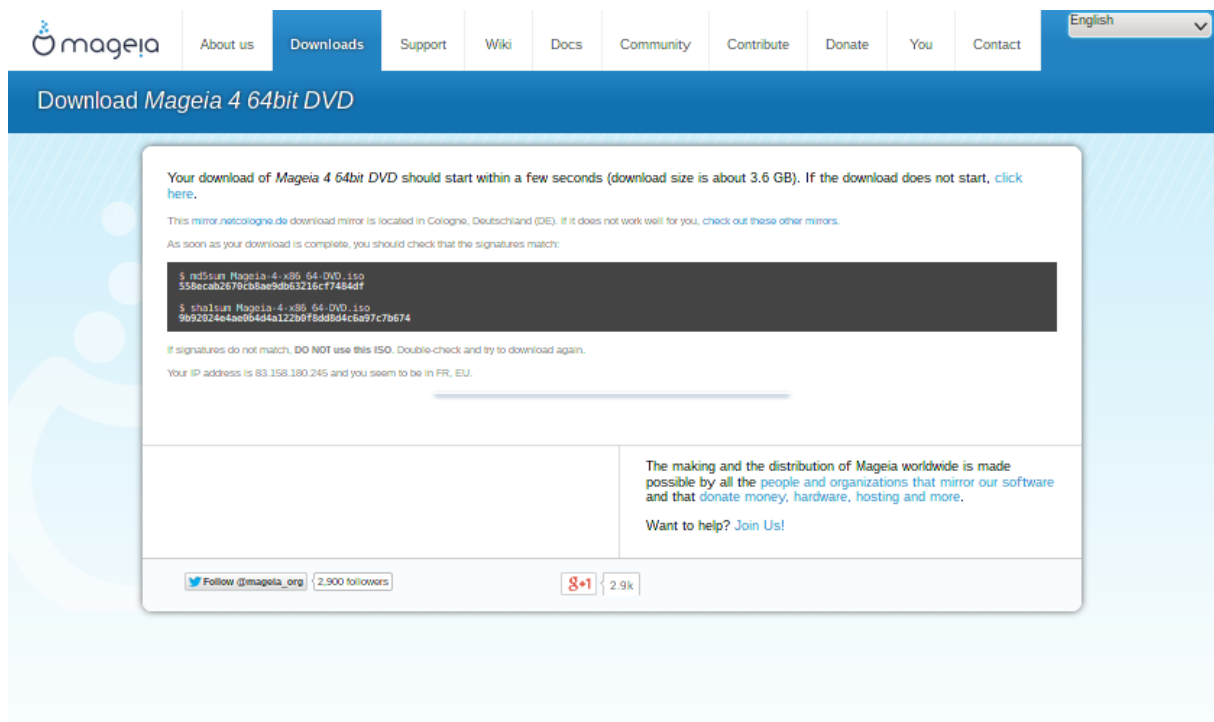 mageia
About us
Downloads
Support
Wiki
Docs
Community
Contribute
Donate
You
Contact
English
Download Mageia 4 64bit DVD
Your download of Mageia 4 64bit DVD should start within a few seconds (download size is about 3.6 GB). If the download does not start, click
here.
This mirror.netcologne.de download mirror is located in Cologne, Deutschland (DE). If it does not work well for you, check out these other mirrors.
As soon as your download is complete, you should check that the signatures match:
$ md5sum Mageia-4-x86_64-DVD.iso
558ecab2670cb8ae9db63216cf7484df
$ sha1sum Mageia-4-x86_64-DVD.iso
9b92024e4ae0b4d4a122b0f8dd8d4c6a97c7b674
If signatures do not match, DO NOT use this ISO. Double-check and try to download again.
Your IP address is 83.158.180.245 and you seem to be in FR, EU.
The making and the distribution of Mageia worldwide is made
possible by all the people and organizations that mirror our software
and that donate money, hardware, hosting and more.
Want to help? Join Us!
Follow @mageia_org
2,900 followers
g+1
2.9k